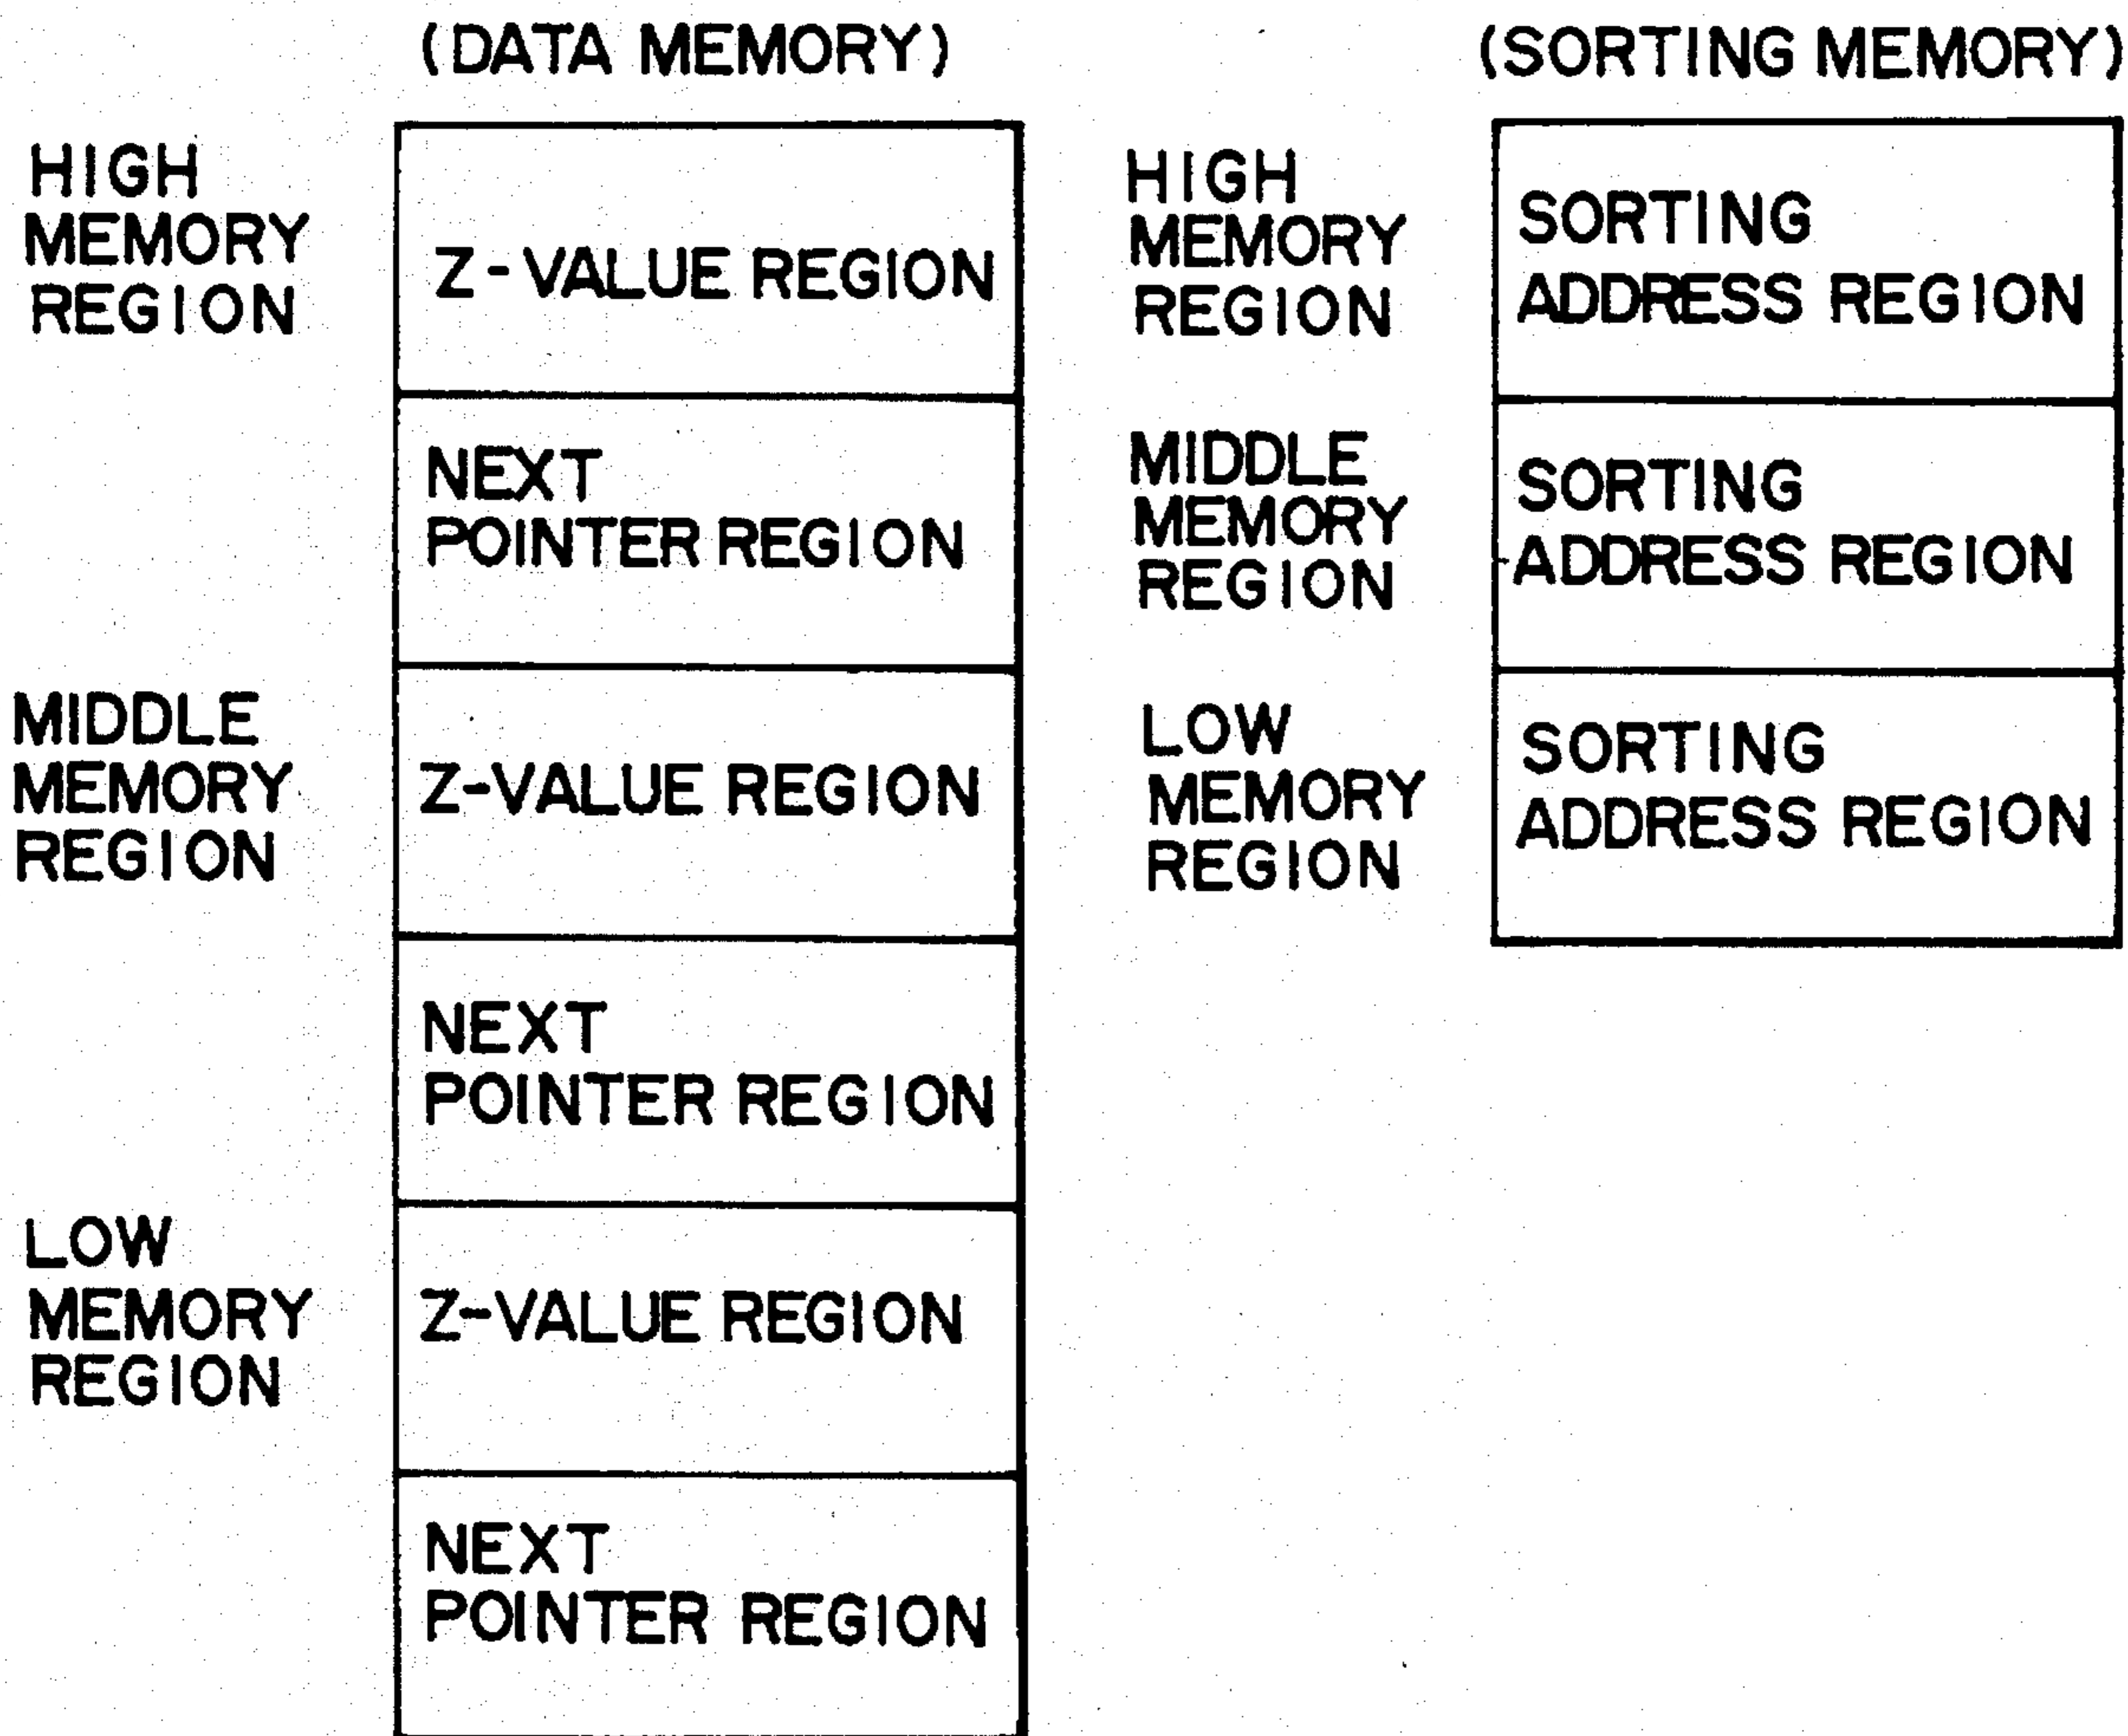 (DATA MEMORY)
HIGH
MEMORY
REGION
Z-VALUE REGION
NEXT
POINTER REGION
MIDDLE
MEMORY
REGION
Z-VALUE REGION
NEXT
POINTER REGION
LOW
MEMORY
REGION
Z-VALUE REGION
NEXT
POINTER REGION
(SORTING MEMORY)
HIGH
MEMORY
REGION
SORTING
ADDRESS REGION
MIDDLE
MEMORY
REGION
SORTING
ADDRESS REGION
LOW
MEMORY
REGION
SORTING
ADDRESS REGION